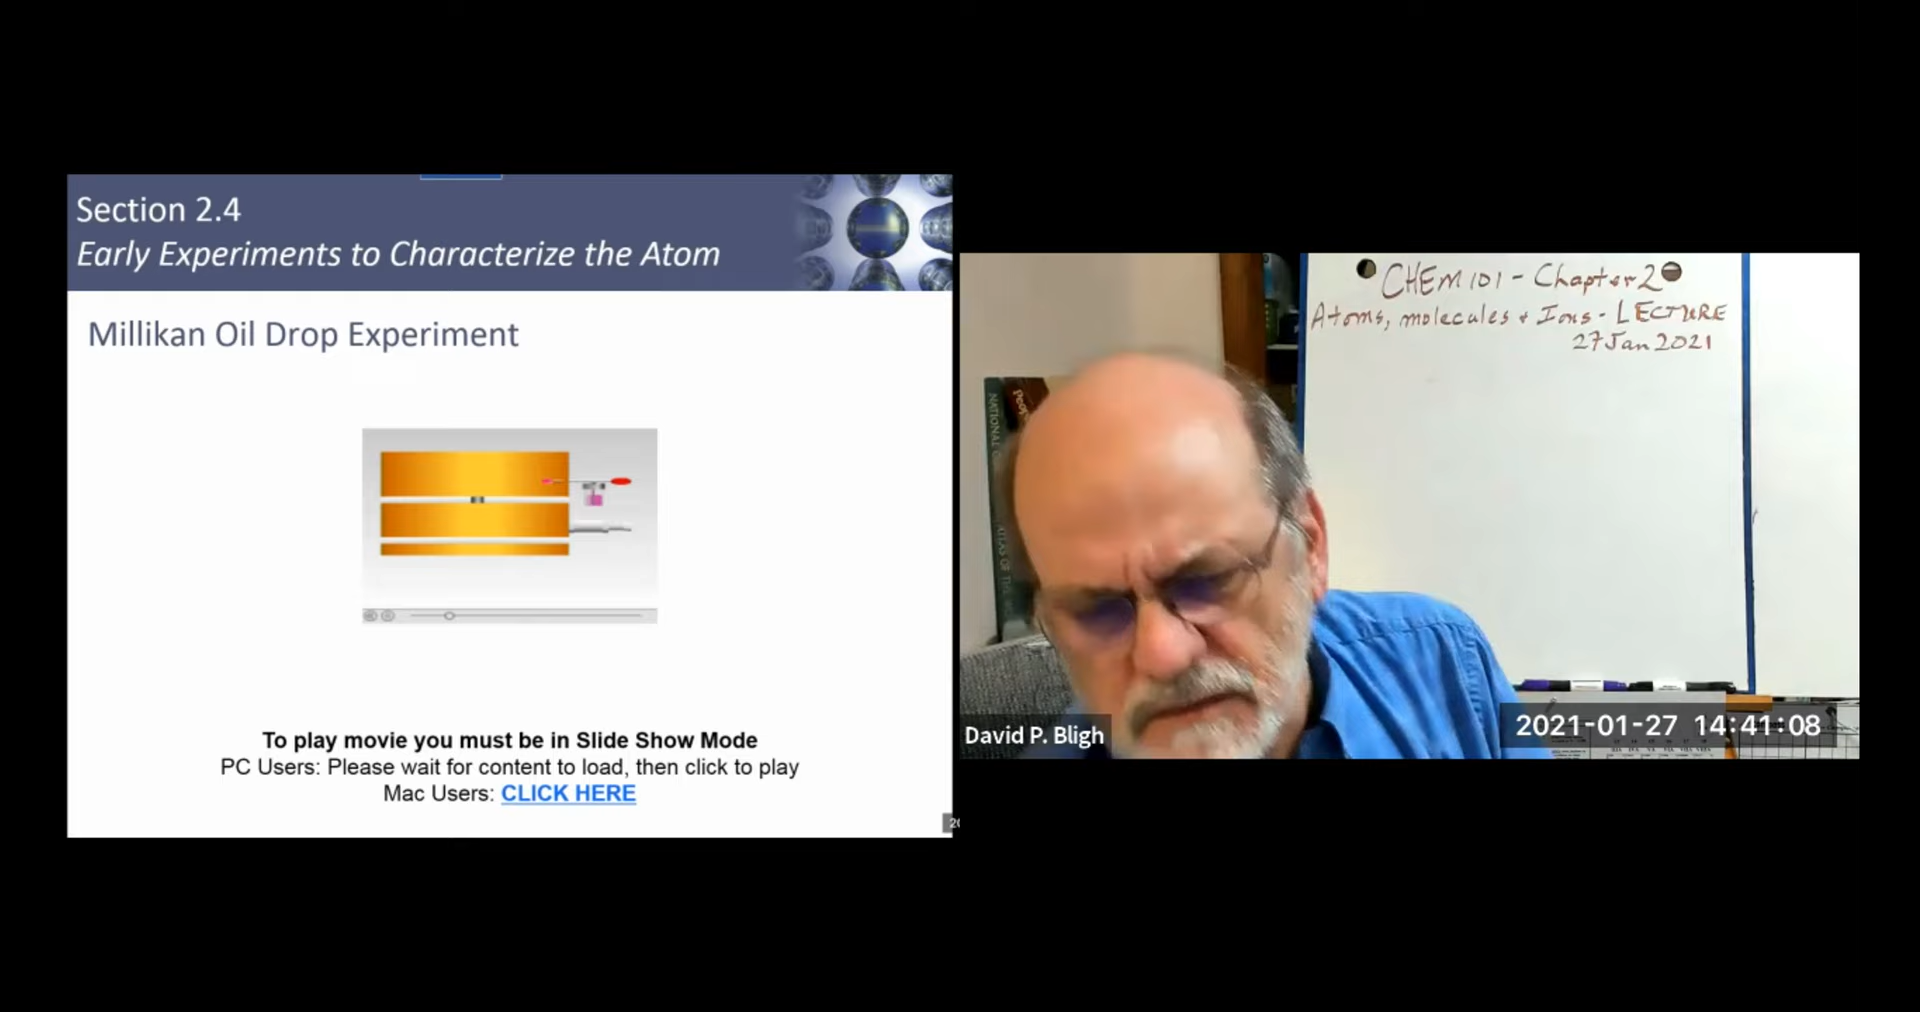 Section 2.4
Early Experiments to Characterize the Atom
Millikan Oil Drop Experiment
To play movie you must be in Slide Show Mode
PC Users: Please wait for content to load, then click to play
Mac Users: CLICK HERE
CHEM 101 - Chapter 2
Atoms, molecules + Ions - LECTURE
27 Jan 2021
NATIONAL
ATLAS OF
David P. Bligh
2021-01-27 14:41:08